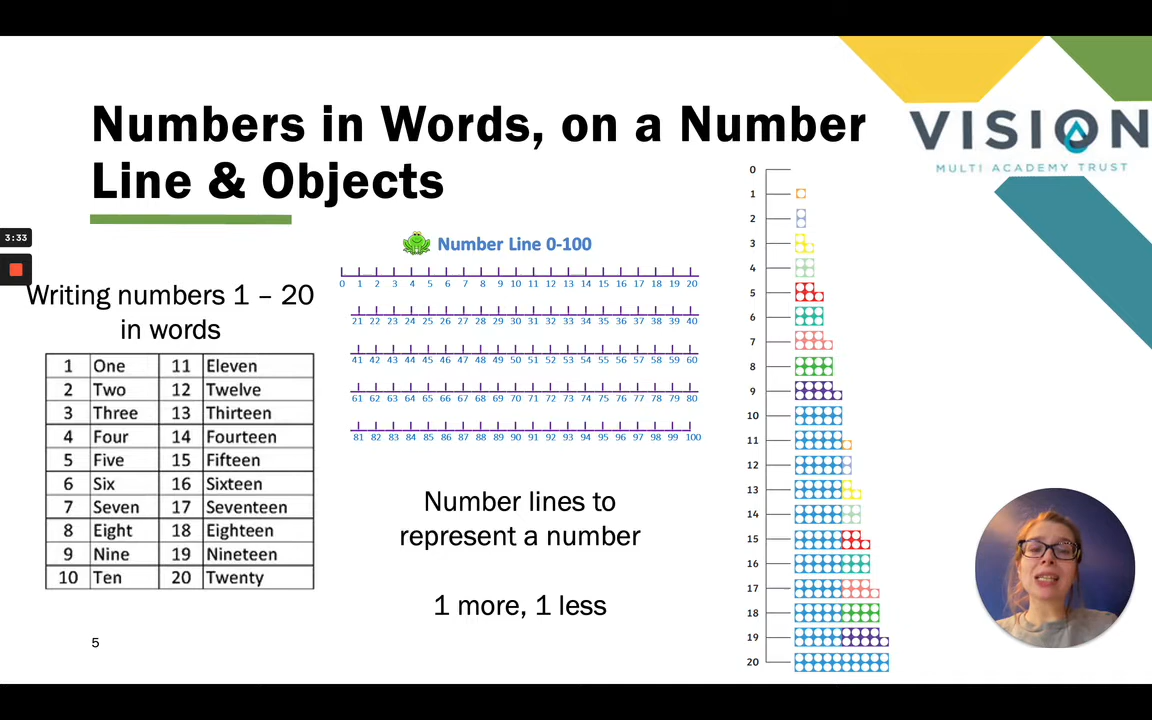 Numbers in Words, on a Number
Line & Objects
VISION
MULTI ACADEMY TRUST
3:33
Writing numbers 1 – 20
in words
1 One 11 Eleven
2 Two 12 Twelve
3 Three 13 Thirteen
4 Four 14 Fourteen
5 Five 15 Fifteen
6 Six 16 Sixteen
7 Seven 17 Seventeen
8 Eight 18 Eighteen
9 Nine 19 Nineteen
10 Ten 20 Twenty
5
Number Line 0-100
0 1 2 3 4 5 6 7 8 9 10 11 12 13 14 15 16 17 18 19 20
21 22 23 24 25 26 27 28 29 30 31 32 33 34 35 36 37 38 39 40
41 42 43 44 45 46 47 48 49 50 51 52 53 54 55 56 57 58 59 60
61 62 63 64 65 66 67 68 69 70 71 72 73 74 75 76 77 78 79 80
81 82 83 84 85 86 87 88 89 90 91 92 93 94 95 96 97 98 99 100
Number lines to
represent a number
1 more, 1 less
0
1
2
3
4
5
6
7
8
9
10
11
12
13
14
15
16
17
18
19
20